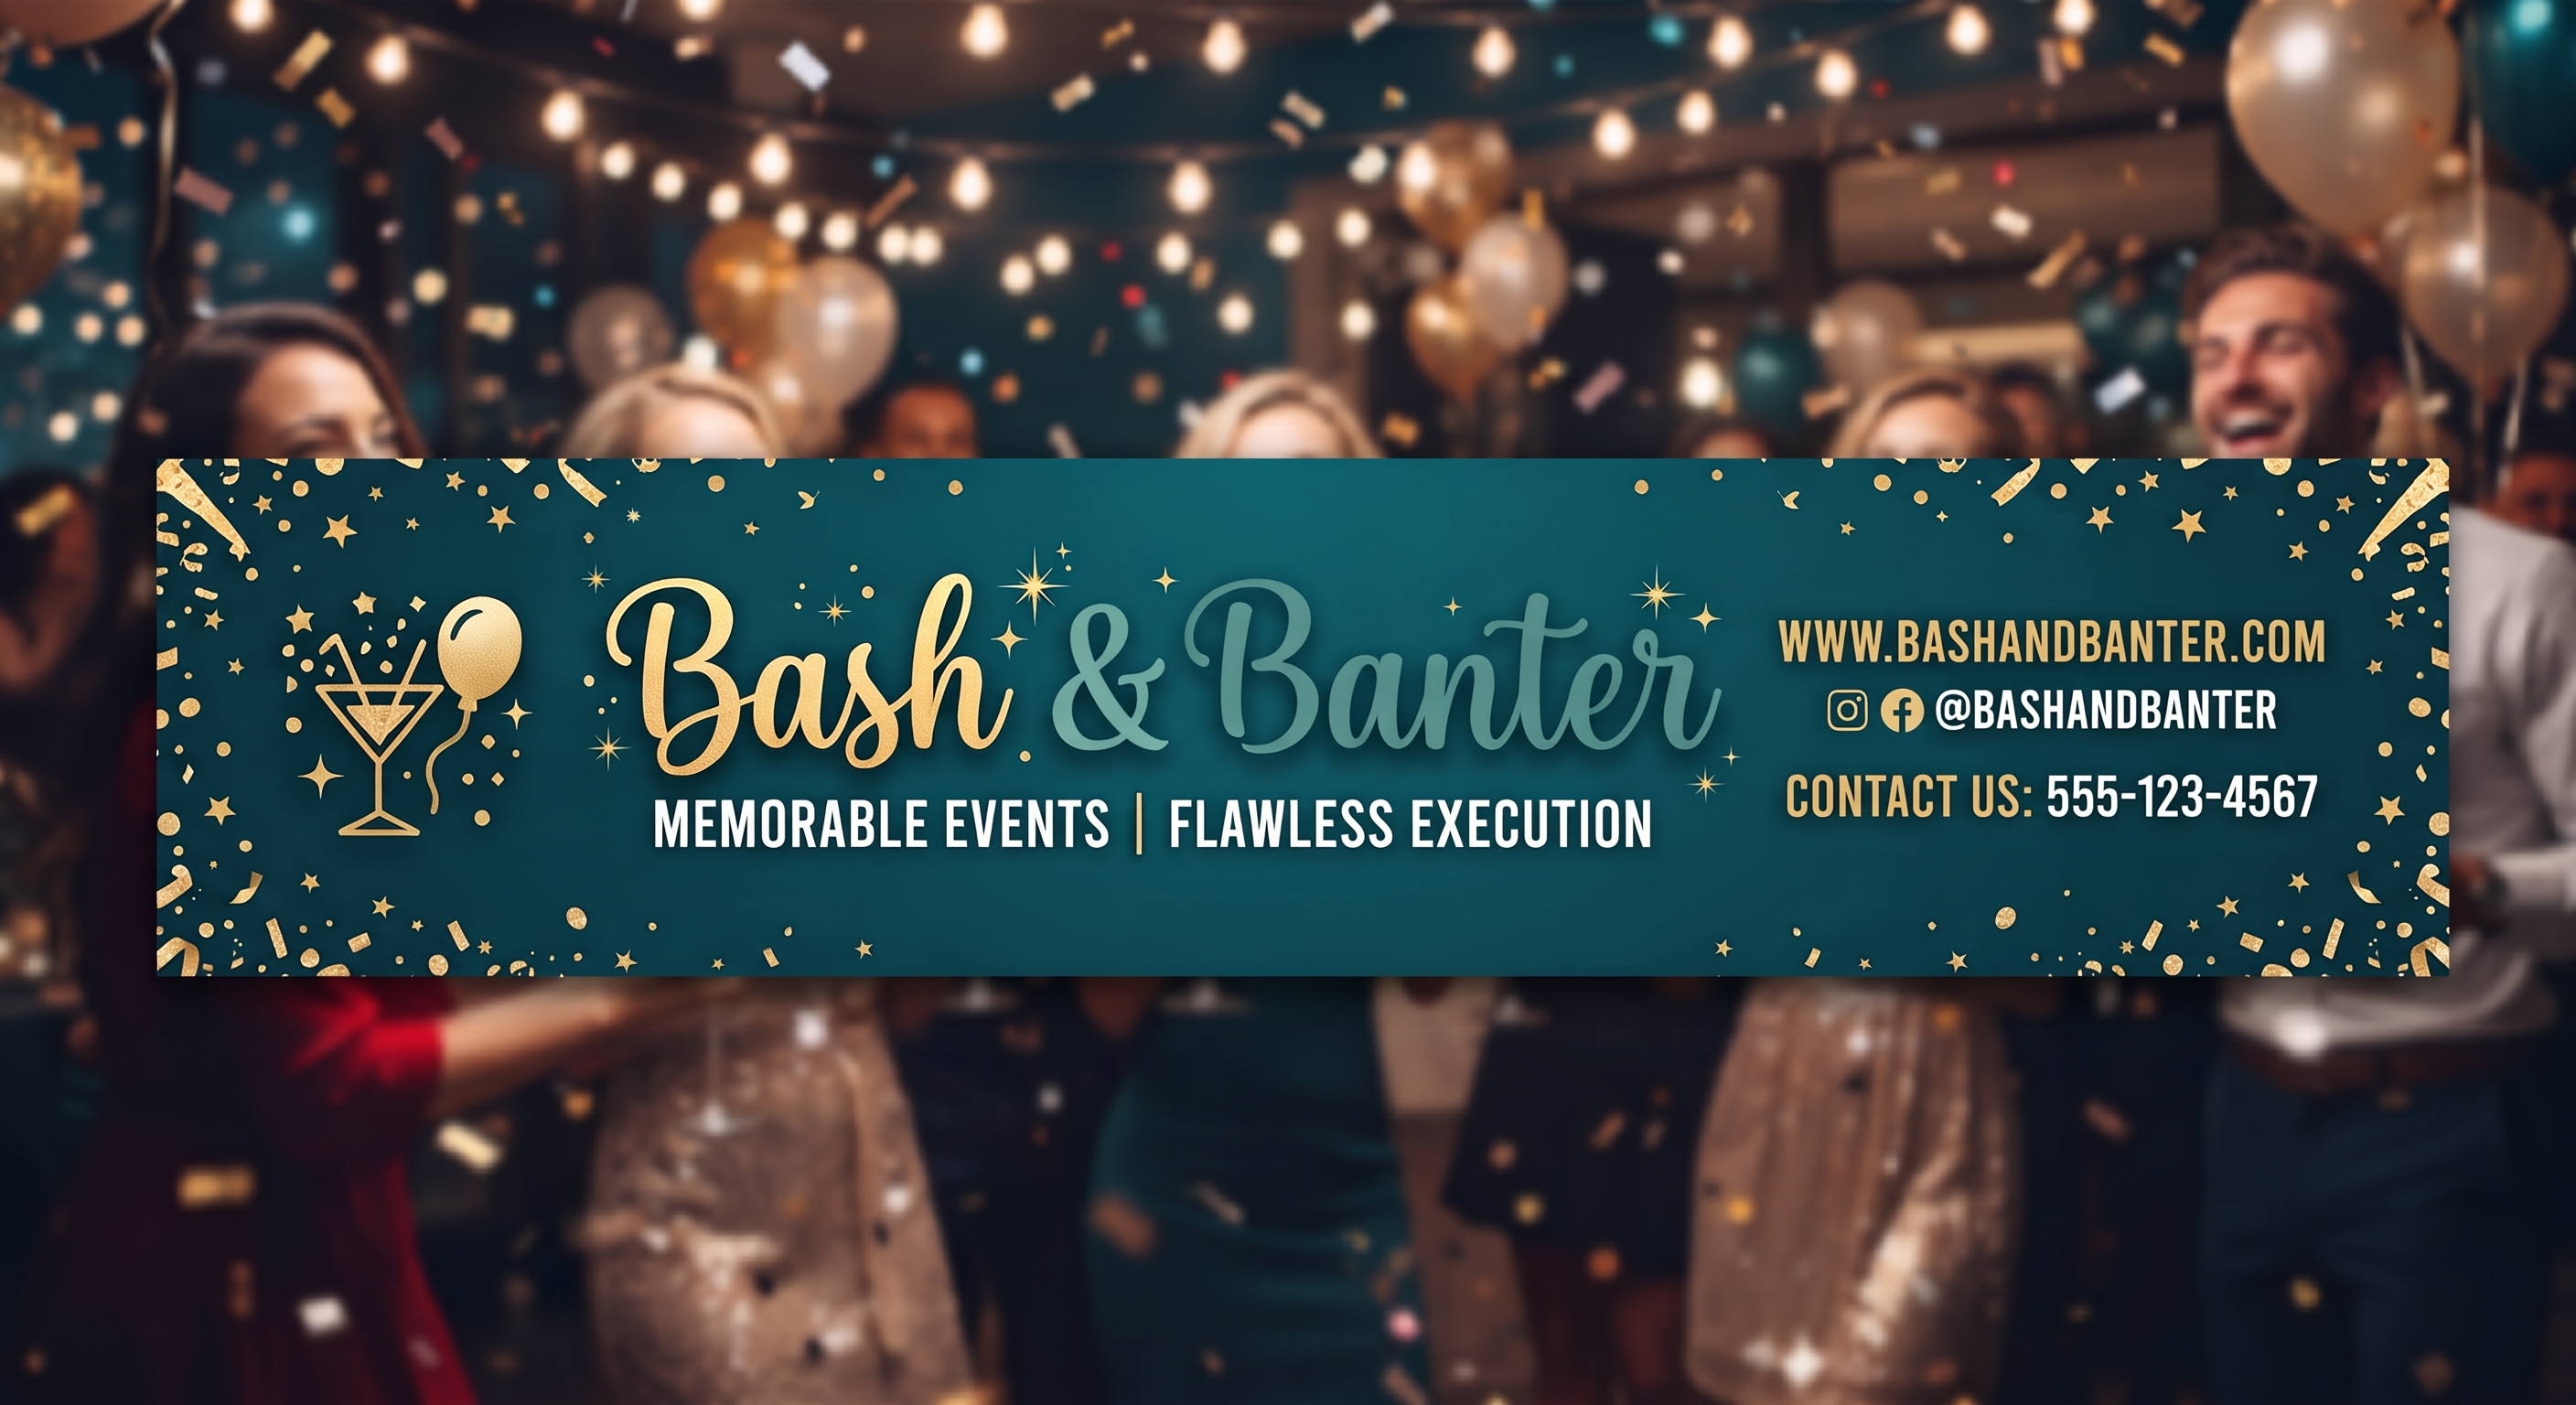 Bash & Banter
MEMORABLE EVENTS | FLAWLESS EXECUTION
WWW.BASHANDBANTER.COM
@BASHANDBANTER
CONTACT US: 555-123-4567